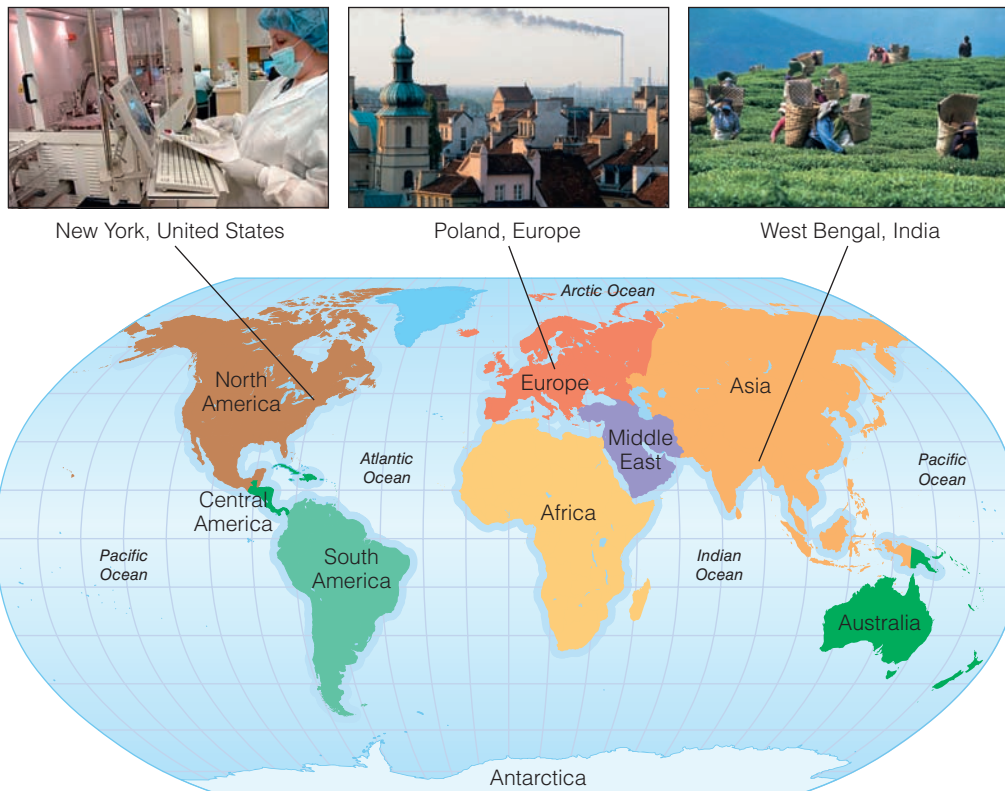 New York, United States
Poland, Europe
West Bengal, India
Arctic Ocean
North
America
Europe
Asia
Middle
East
Atlantic
Ocean
Pacific
Ocean
Central
America
Africa
Pacific
Ocean
South
America
Indian
Ocean
Australia
Antarctica